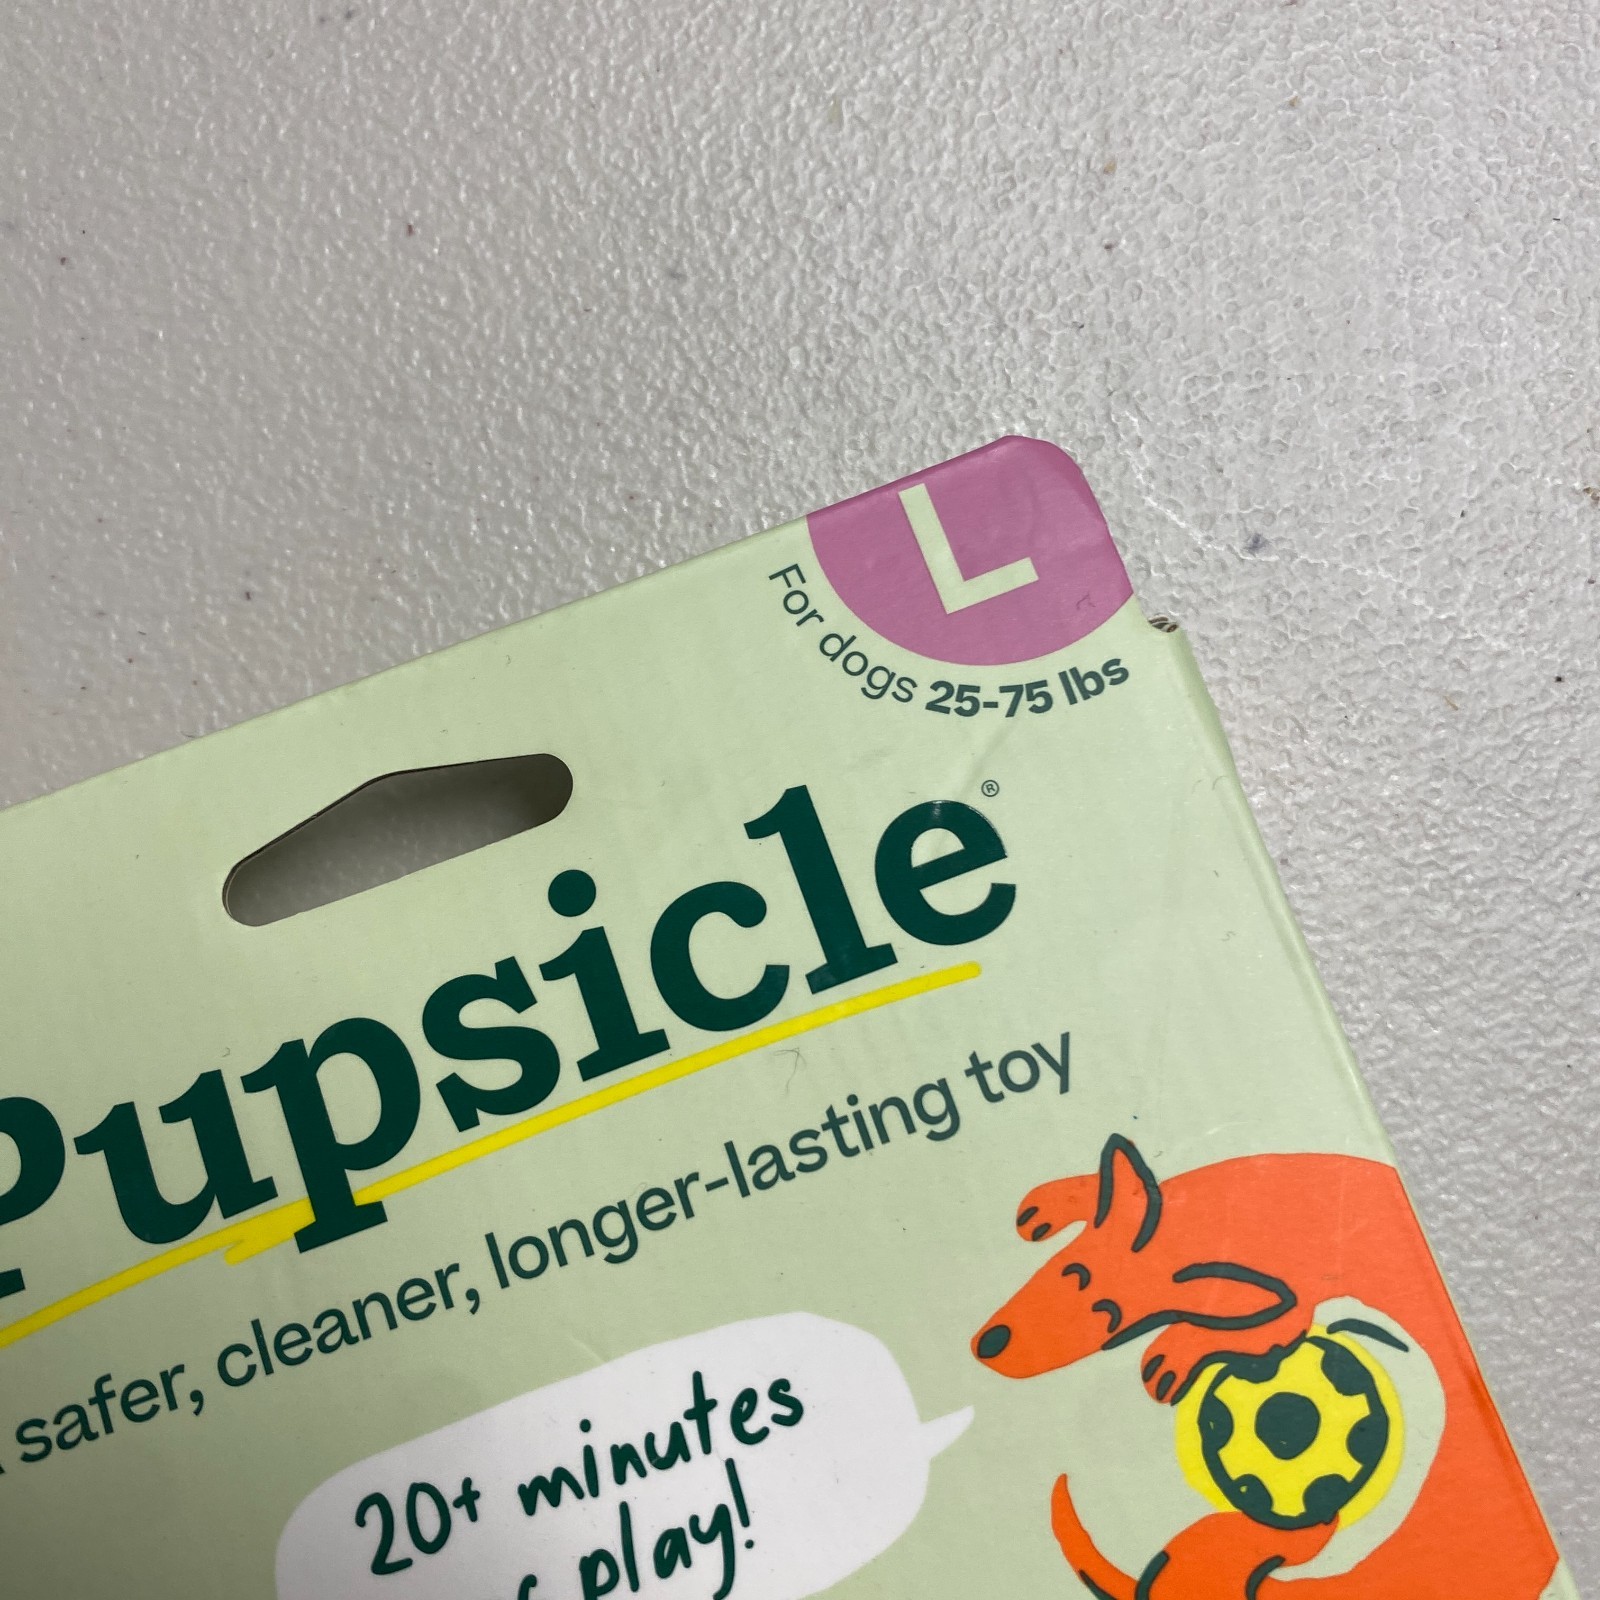 L
For dogs 25-75 lbs
Pupsicle®
safer, cleaner, longer-lasting toy
20+ minutes
play!